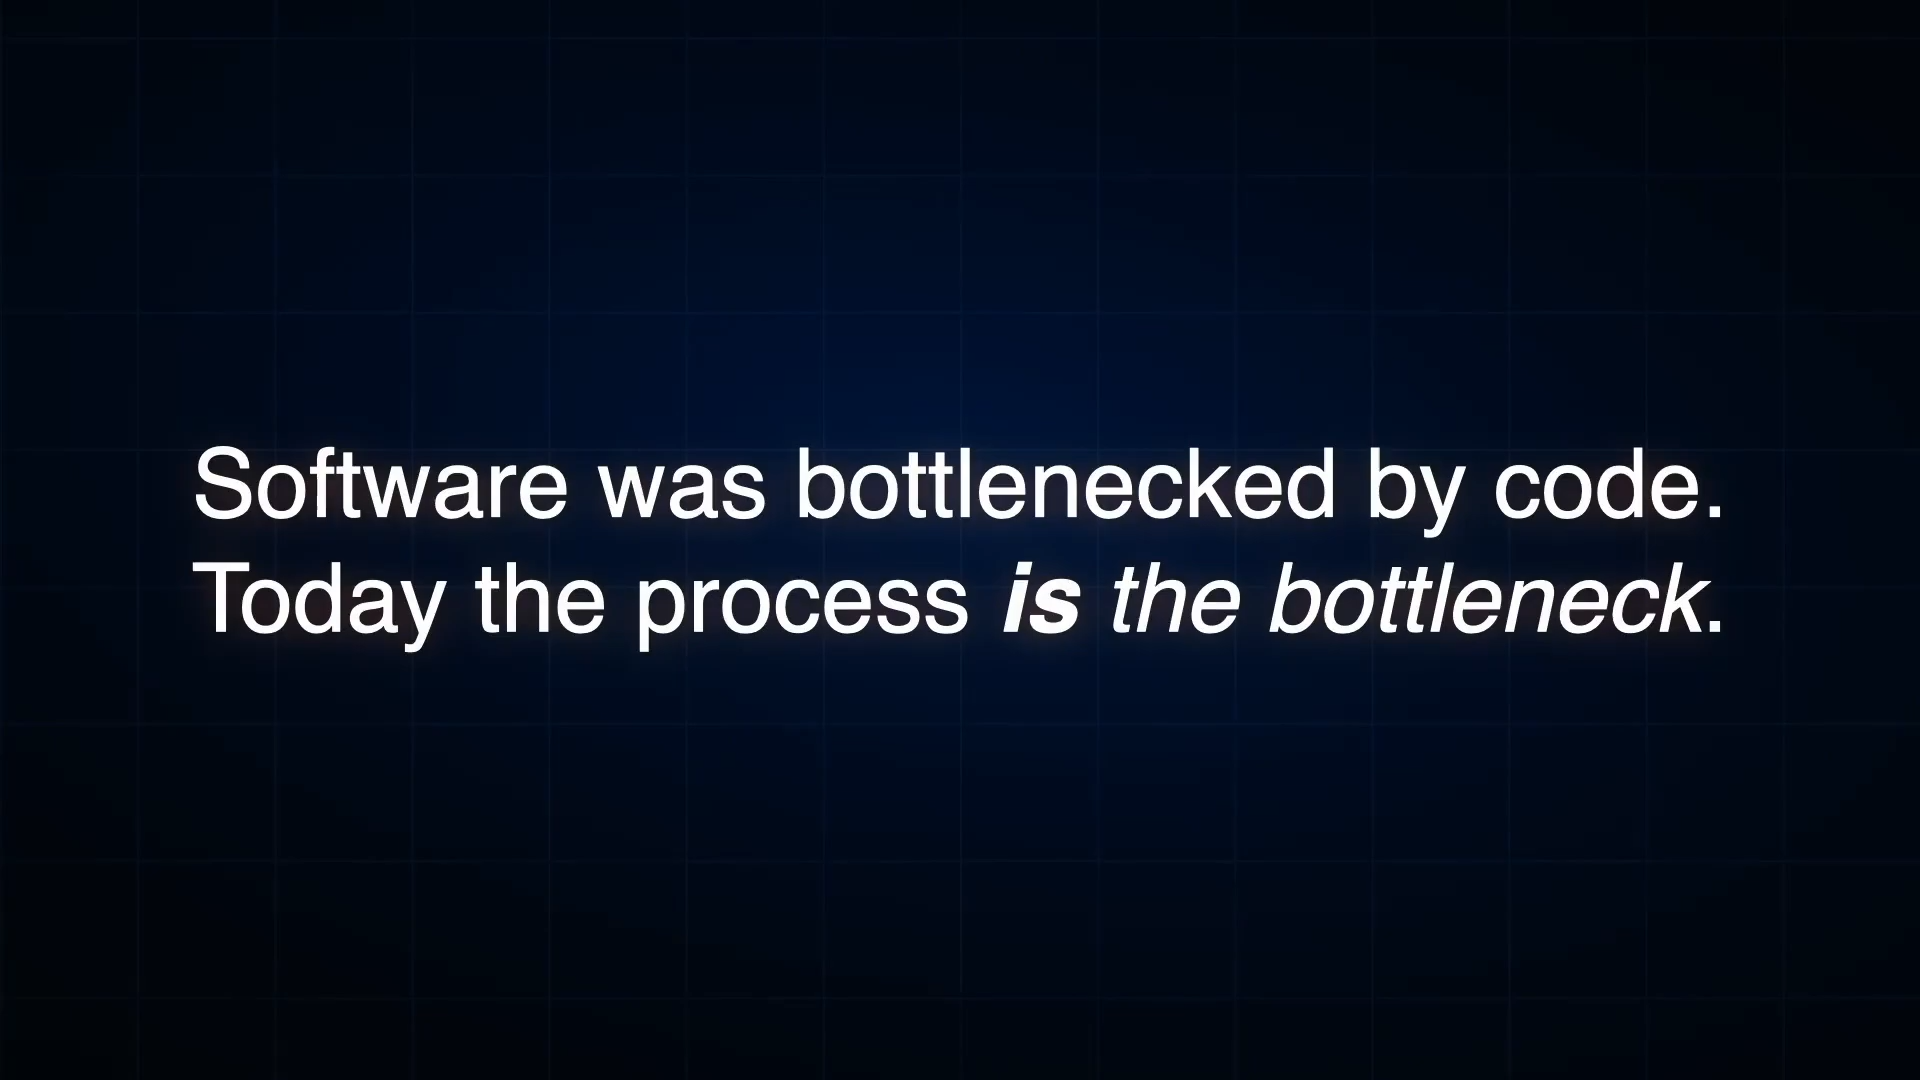 Software was bottlenecked by code.
Today the process is the bottleneck.